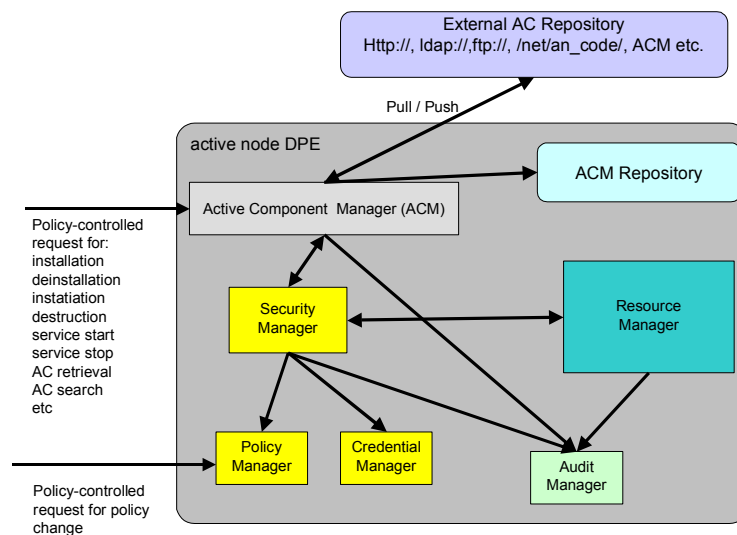 External AC Repository
Http://, ldap://,ftp://, /net/an_code/, ACM etc.
Pull / Push
active node DPE
ACM Repository
Active Component Manager (ACM)
Policy-controlled
request for:
installation
deinstallation
instatiation
destruction
service start
service stop
AC retrieval
AC search
etc
Security
Manager
Resource
Manager
Policy
Manager
Credential
Manager
Audit
Manager
Policy-controlled
request for policy
change